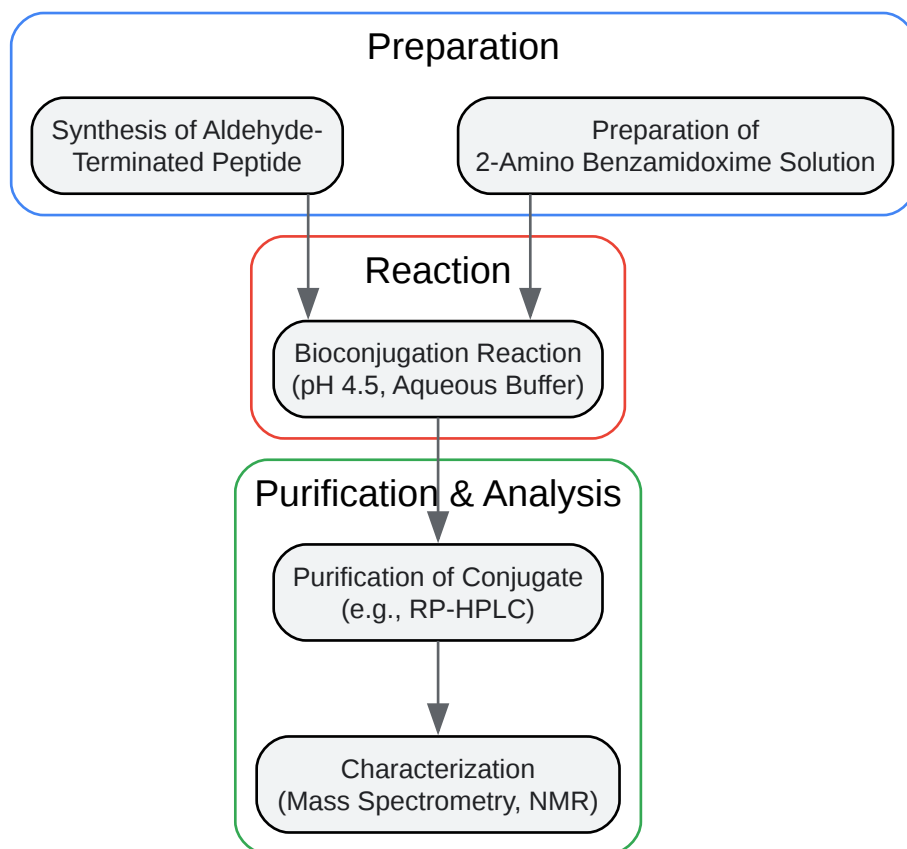 Preparation
Synthesis of Aldehyde-
Terminated Peptide
Preparation of
2-Amino Benzamidoxime Solution
Reaction
Bioconjugation Reaction
(pH 4.5, Aqueous Buffer)
Purification & Analysis
Purification of Conjugate
(e.g., RP-HPLC)
Characterization
(Mass Spectrometry, NMR)